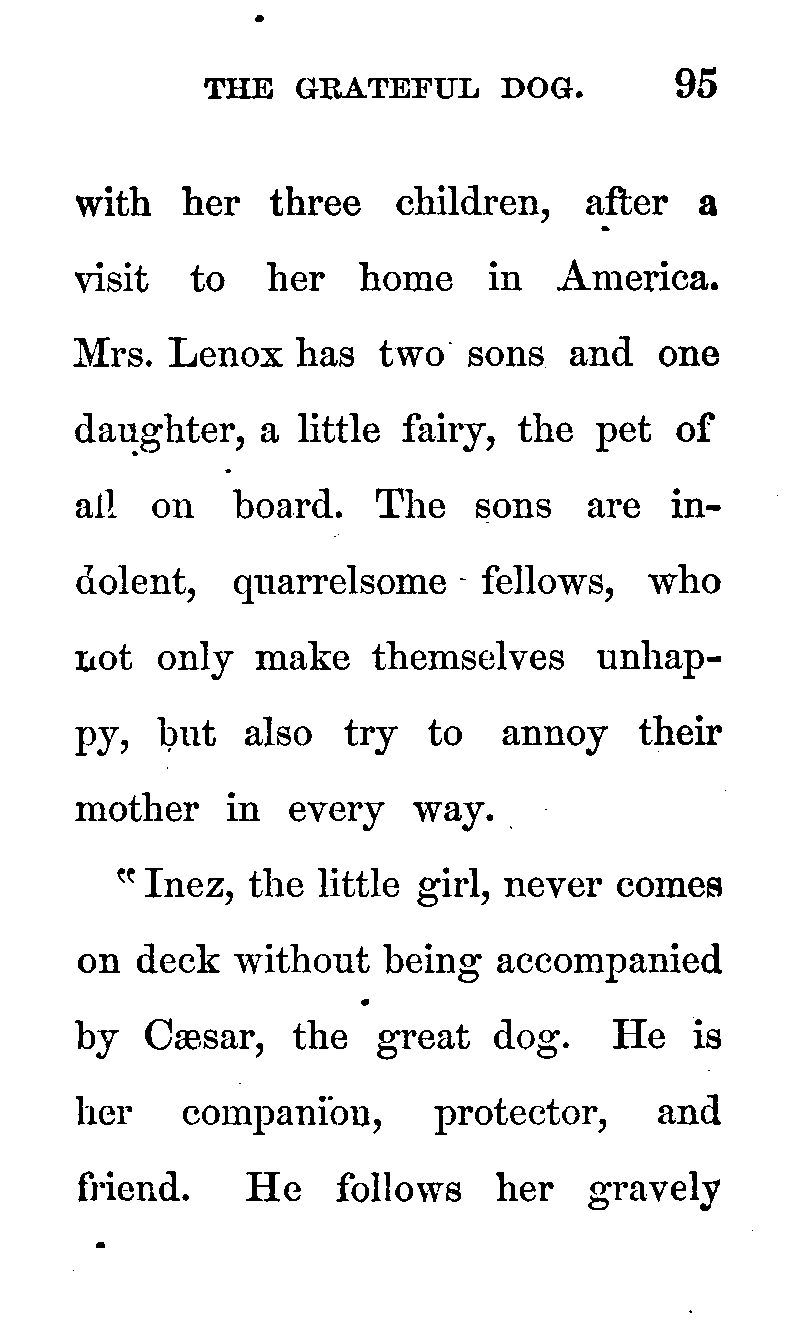 THE GRATEFUL DOG. 95
with her three children, after a
visit to her home in America.
Mrs. Lenox has two sons and one
daughter, a little fairy, the pet of
all on board. The sons are in-
dolent, quarrelsome fellows, who
not only make themselves unhap-
py, but also try to annoy their
mother in every way.
"Inez, the little girl, never comes
on deck without being accompanied
by Cæsar, the great dog. He is
her companion, protector, and
friend. He follows her gravely